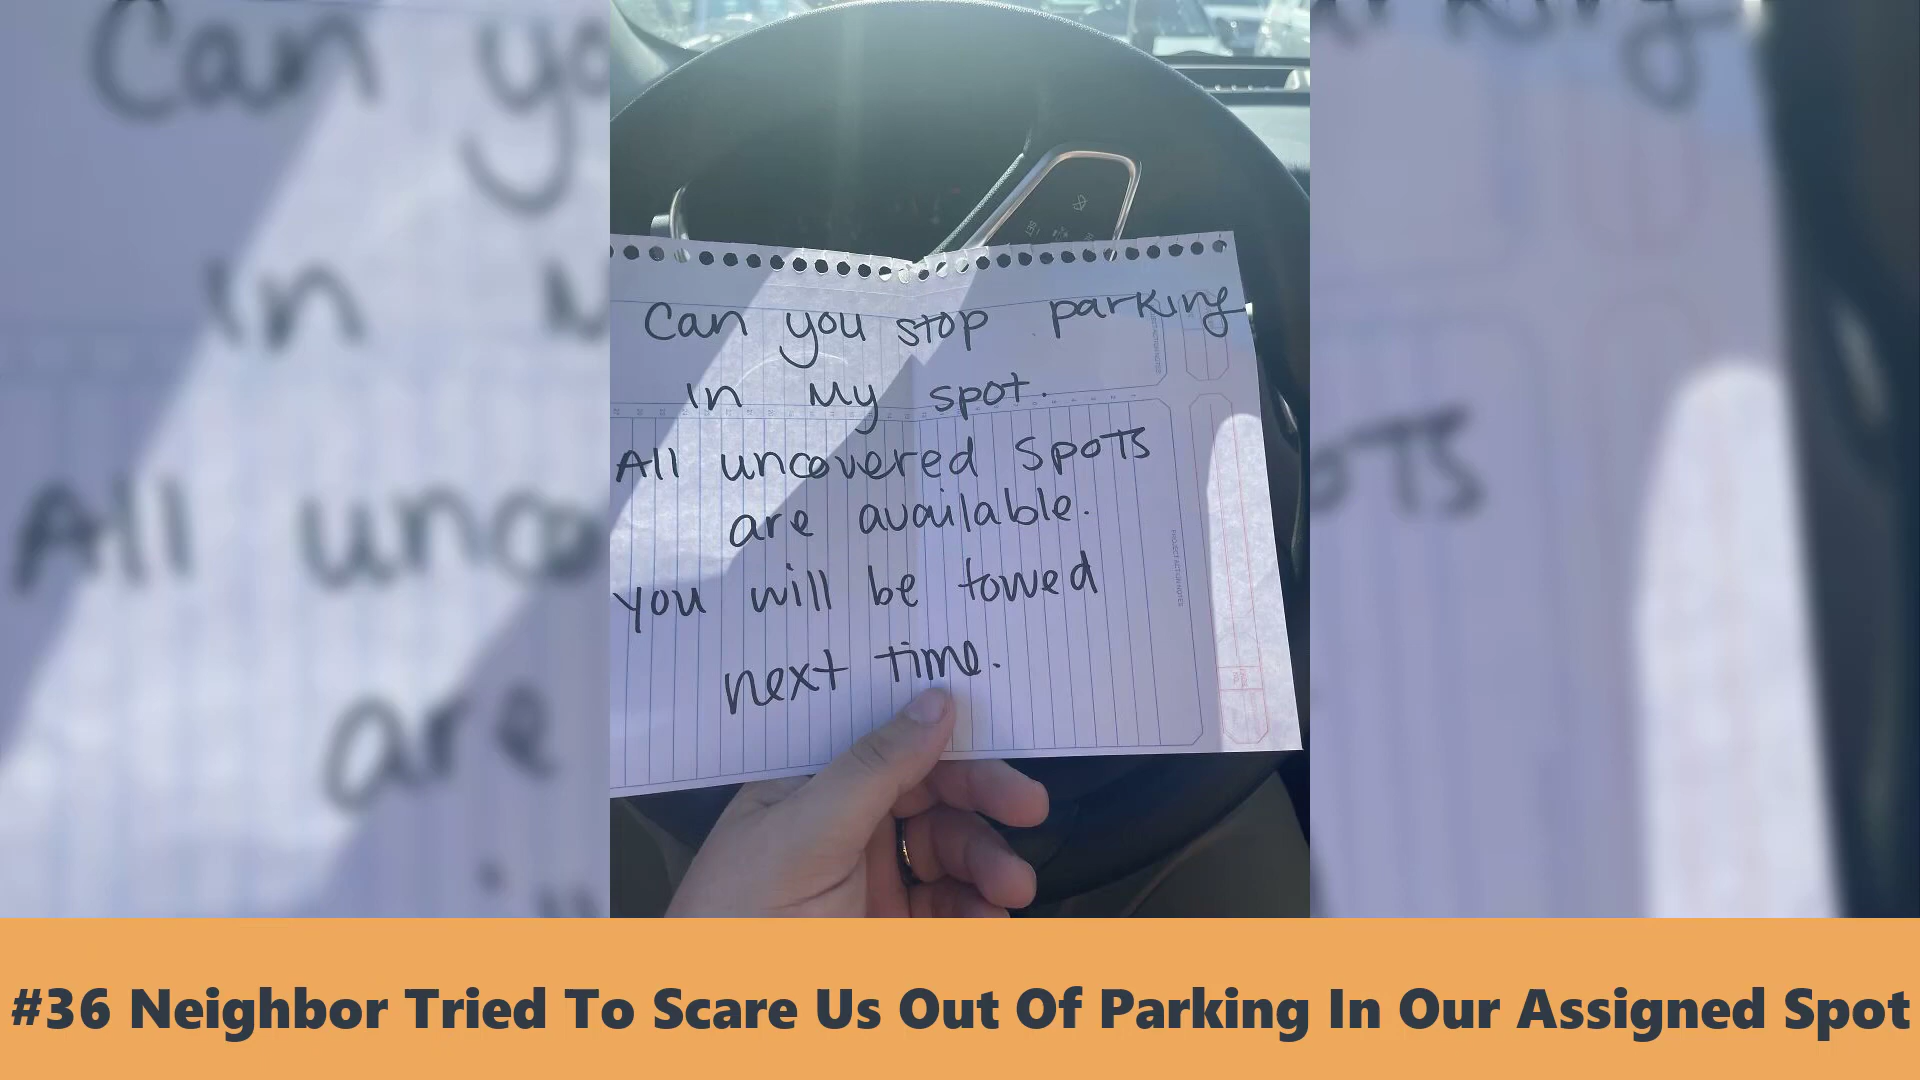 Can you stop parking
In My spot.
All uncovered spots
are available.
you will be towed
next time.
#36 Neighbor Tried To Scare Us Out Of Parking In Our Assigned Spot